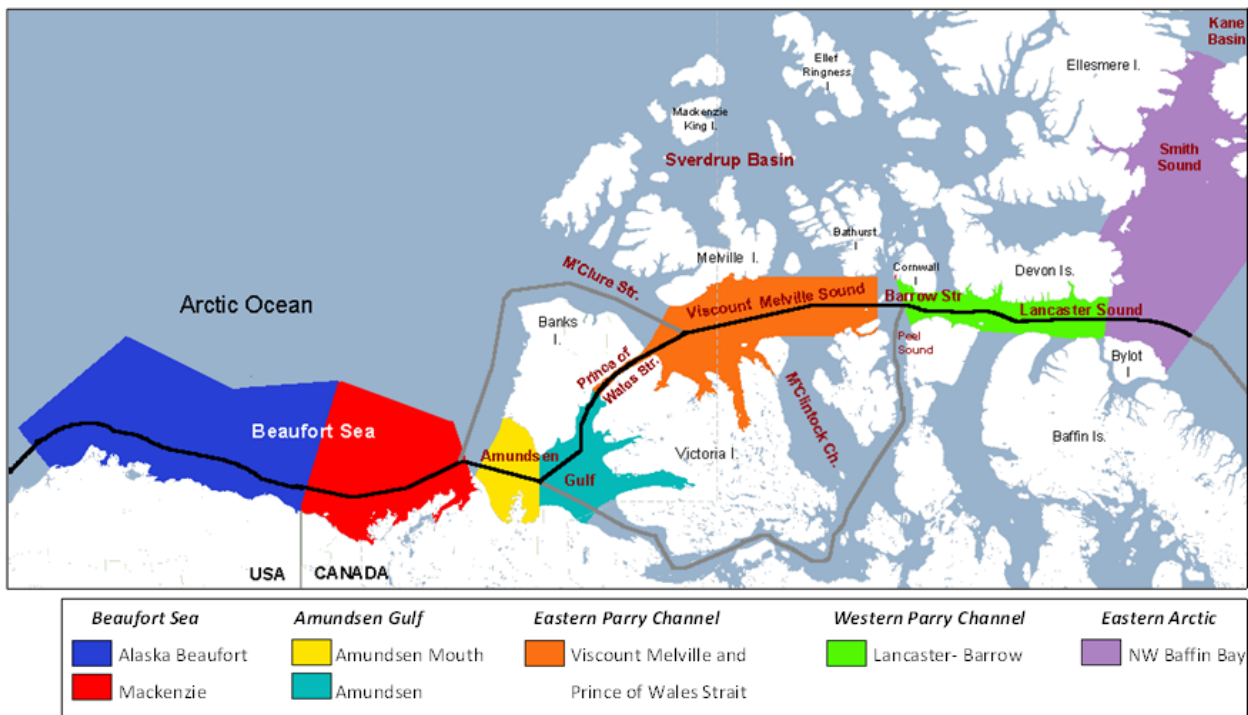 Kane
Basin
Ellef
Ringness
I
Ellesmere I.
Mackenzie
King I.
Smith
Sound
Sverdrup Basin
Bathurst
I
Melville I.
Cornwall
I
Devon Is.
M'Clure Str.
Arctic Ocean
Viscount Melville Sound
Barrow Str
Lancaster Sound
Banks
I.
Peel
Sound
Bylot
I
Prince of
Wales Str.
M'Clintock Ch.
Beaufort Sea
Baffin Is.
Victoria I.
Amundsen
Gulf
USA
CANADA
Beaufort Sea
Amundsen Gulf
Eastern Parry Channel
Western Parry Channel
Eastern Arctic
Alaska Beaufort
Amundsen Mouth
Viscount Melville and
Lancaster- Barrow
NW Baffin Bay
Mackenzie
Amundsen
Prince of Wales Strait